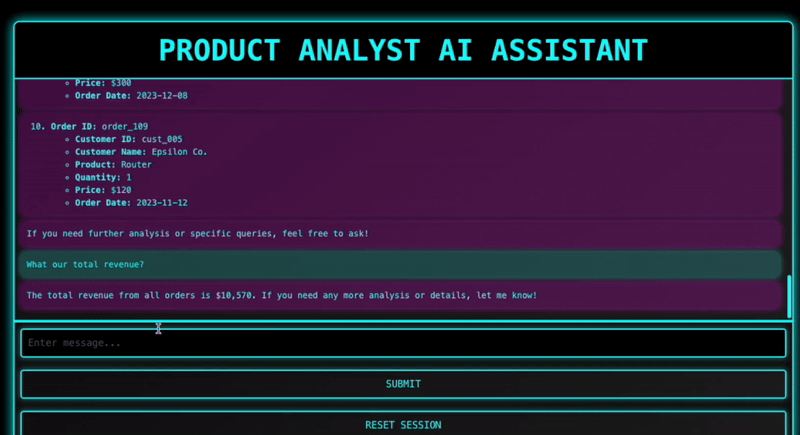 PRODUCT ANALYST AI ASSISTANT
Price: $300
Order Date: 2023-12-08
10. Order ID: order_109
Customer ID: cust_005
Customer Name: Epsilon Co.
Product: Router
Quantity: 1
Price: $120
Order Date: 2023-11-12
If you need further analysis or specific queries, feel free to ask!
What our total revenue?
The total revenue from all orders is $10,570. If you need any more analysis or details, let me know!
Enter message...
SUBMIT
RESET SESSION